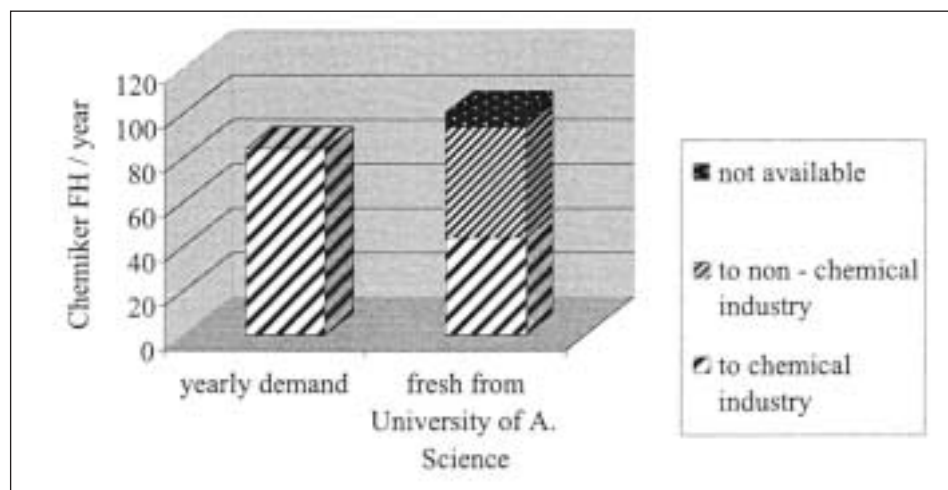 Chemiker FH / year
120
100
80
60
40
20
0
yearly demand
fresh from
University of A.
Science
not available
to non - chemical
industry
to chemical
industry